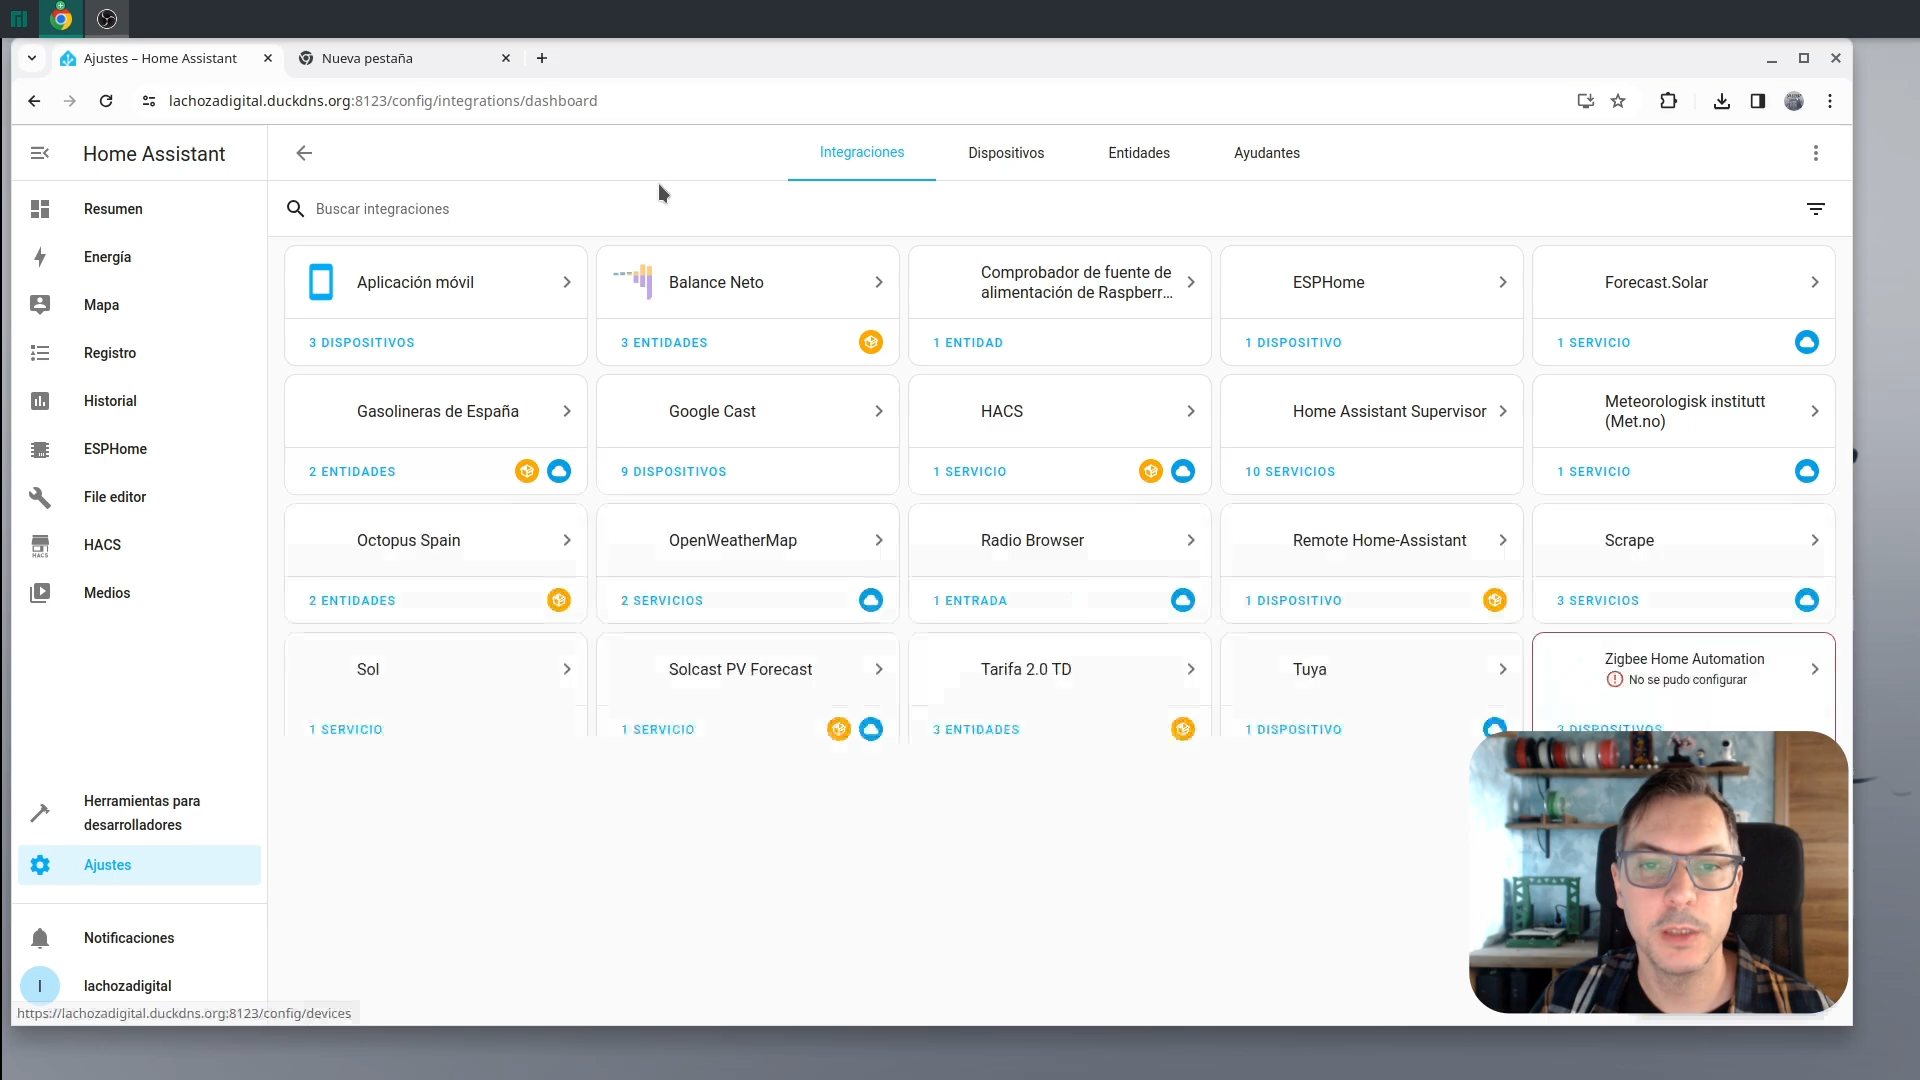 Ajustes – Home Assistant
Nueva pestaña
lachozadigital.duckdns.org:8123/config/integrations/dashboard
Home Assistant
Integraciones
Dispositivos
Entidades
Ayudantes
Buscar integraciones
Resumen
Energía
Mapa
Registro
Historial
ESPHome
File editor
HACS
HACS
Medios
Herramientas para
desarrolladores
Ajustes
Notificaciones
l
lachozadigital
https://lachozadigital.duckdns.org:8123/config/devices
Aplicación móvil
3 DISPOSITIVOS
Balance Neto
3 ENTIDADES
Comprobador de fuente de
alimentación de Raspberr...
1 ENTIDAD
ESPHome
1 DISPOSITIVO
Forecast.Solar
1 SERVICIO
Gasolineras de España
2 ENTIDADES
Google Cast
9 DISPOSITIVOS
HACS
1 SERVICIO
Home Assistant Supervisor
10 SERVICIOS
Meteorologisk institutt
(Met.no)
1 SERVICIO
Octopus Spain
2 ENTIDADES
OpenWeatherMap
2 SERVICIOS
Radio Browser
1 ENTRADA
Remote Home-Assistant
1 DISPOSITIVO
Scrape
3 SERVICIOS
Sol
1 SERVICIO
Solcast PV Forecast
1 SERVICIO
Tarifa 2.0 TD
3 ENTIDADES
Tuya
1 DISPOSITIVO
Zigbee Home Automation
No se pudo configurar
3 DISPOSITIVOS